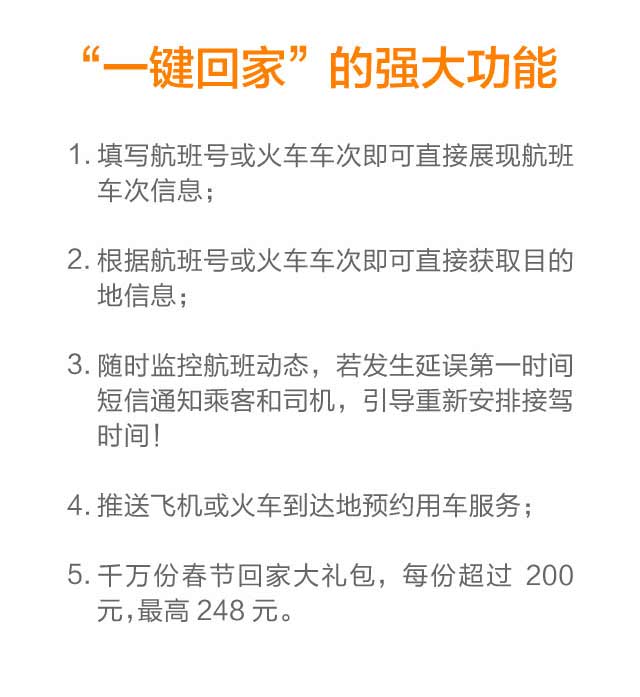 “一键回家”的强大功能
1. 填写航班号或火车车次即可直接展现航班
车次信息；
2. 根据航班号或火车车次即可直接获取目的
地信息；
3. 随时监控航班动态，若发生延误第一时间
短信通知乘客和司机，引导重新安排接驾
时间！
4. 推送飞机或火车到达地预约用车服务；
5. 千万份春节回家大礼包，每份超过 200
元，最高 248 元。